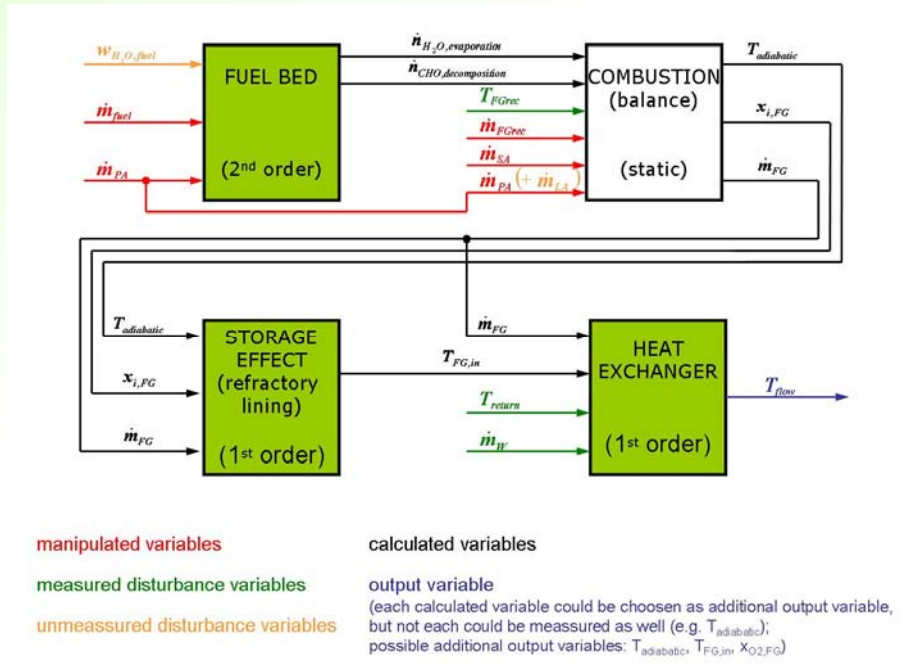 w_H2O,fuel
ṁ_fuel
ṁ_PA
FUEL BED
(2nd order)
ṅ_H2O,evaporation
ṅ_CHO,decomposition
T_FGrec
ṁ_FGrec
ṁ_SA
ṁ_PA (+ ṁ_LA)
COMBUSTION
(balance)
(static)
T_adiabatic
x_i,FG
ṁ_FG
T_adiabatic
x_i,FG
ṁ_FG
STORAGE
EFFECT
(refractory
lining)
(1st order)
ṁ_FG
T_FG,in
T_return
ṁ_W
HEAT
EXCHANGER
(1st order)
T_flow
manipulated variables
measured disturbance variables
unmeassured disturbance variables
calculated variables
output variable
(each calculated variable could be choosen as additional output variable,
but not each could be meassured as well (e.g. T_adiabatic);
possible additional output variables: T_adiabatic, T_FG,in, x_O2,FG)